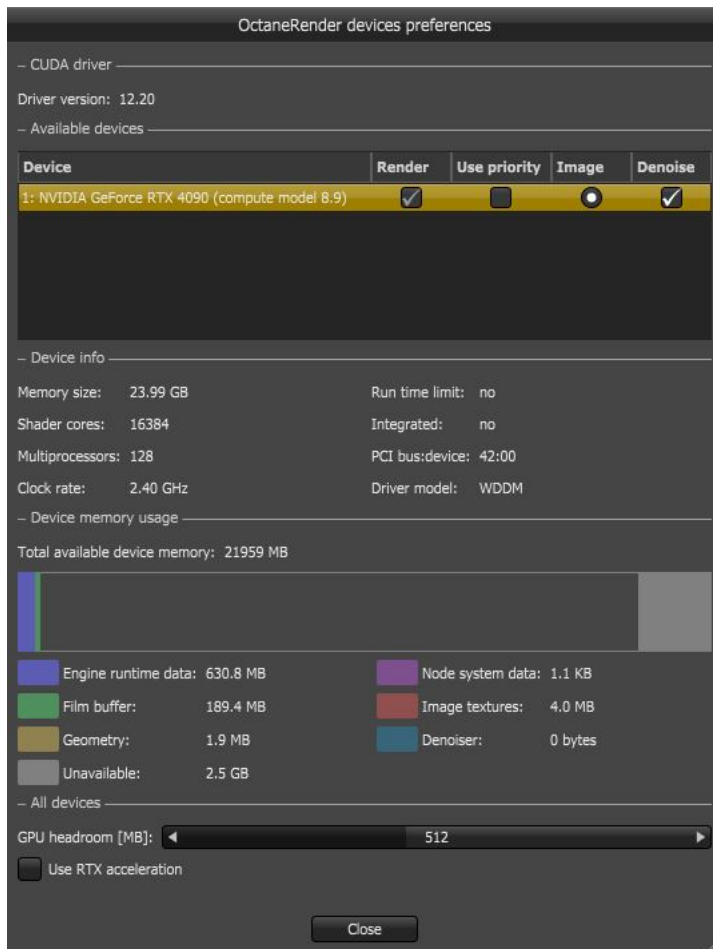 OctaneRender devices preferences
– CUDA driver
Driver version: 12.20
– Available devices
Device Render Use priority Image Denoise
1: NVIDIA GeForce RTX 4090 (compute model 8.9)
– Device info
Memory size: 23.99 GB Run time limit: no
Shader cores: 16384 Integrated: no
Multiprocessors: 128 PCI bus:device: 42:00
Clock rate: 2.40 GHz Driver model: WDDM
– Device memory usage
Total available device memory: 21959 MB
Engine runtime data: 630.8 MB Node system data: 1.1 KB
Film buffer: 189.4 MB Image textures: 4.0 MB
Geometry: 1.9 MB Denoiser: 0 bytes
Unavailable: 2.5 GB
– All devices
GPU headroom [MB]: 512
Use RTX acceleration
Close